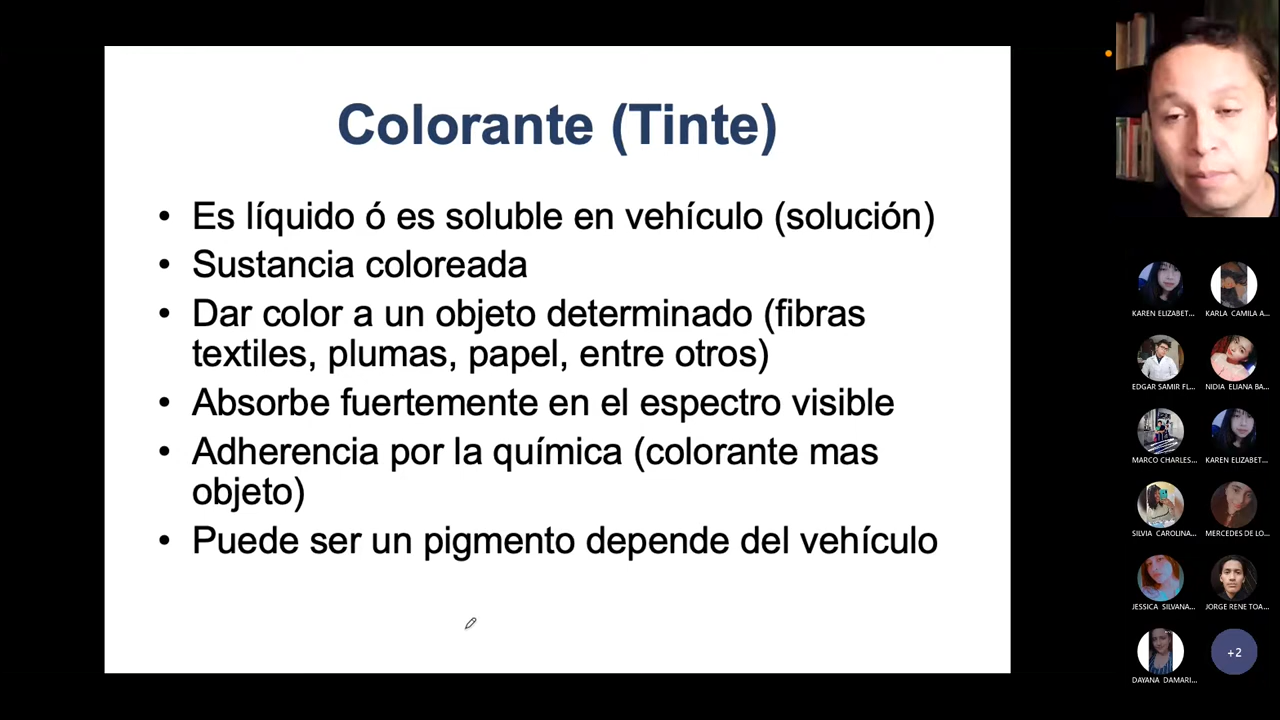 Colorante (Tinte)
• Es líquido ó es soluble en vehículo (solución)
• Sustancia coloreada
• Dar color a un objeto determinado (fibras
textiles, plumas, papel, entre otros)
• Absorbe fuertemente en el espectro visible
• Adherencia por la química (colorante mas
objeto)
• Puede ser un pigmento depende del vehículo
KAREN ELIZABET...
KARLA CAMILA A...
EDGAR SAMIR FL...
NIDIA ELIANA BA...
MARCO CHARLES...
KAREN ELIZABET...
SILVIA CAROLINA...
MERCEDES DE LO...
JESSICA SILVANA...
JORGE RENE TOA...
DAYANA DAMARI...
+2